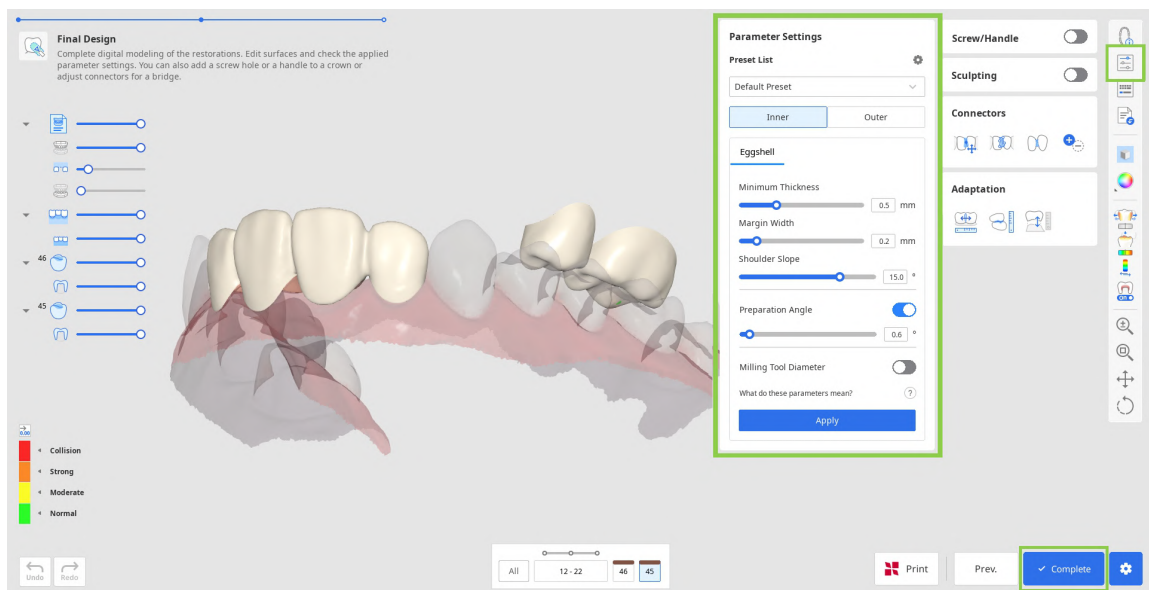 Final Design
Complete digital modeling of the restorations. Edit surfaces and check the applied
parameter settings. You can also add a screw hole or a handle to a crown or
adjust connectors for a bridge.
46
45
0.00
Collision
Strong
Moderate
Normal
Undo
Redo
Parameter Settings
Preset List
Default Preset
Inner
Outer
Eggshell
Minimum Thickness
0.5 mm
Margin Width
0.2 mm
Shoulder Slope
15.0 °
Preparation Angle
0.6 °
Milling Tool Diameter
What do these parameters mean?
?
Apply
Screw/Handle
Sculpting
Connectors
Adaptation
ON
All
12 - 22
46
45
Print
Prev.
Complete